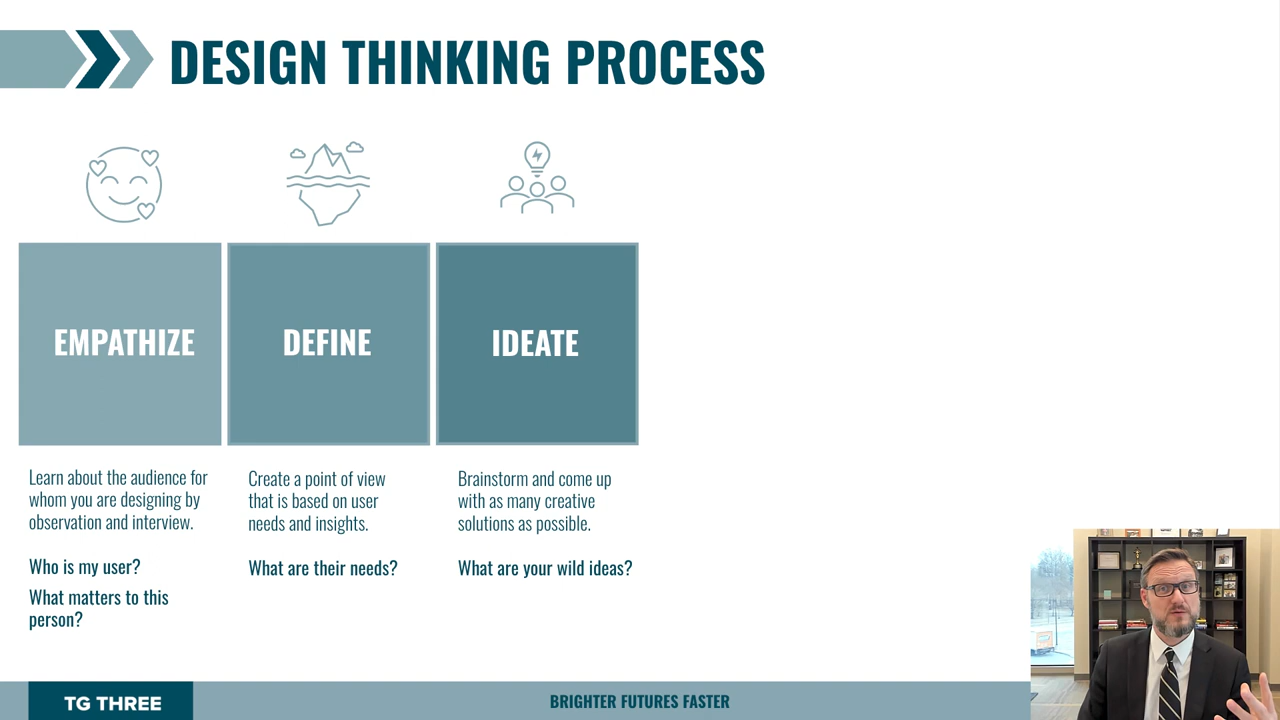 DESIGN THINKING PROCESS
EMPATHIZE
DEFINE
IDEATE
Learn about the audience for
whom you are designing by
observation and interview.
Who is my user?
What matters to this
person?
Create a point of view
that is based on user
needs and insights.
What are their needs?
Brainstorm and come up
with as many creative
solutions as possible.
What are your wild ideas?
TG THREE
BRIGHTER FUTURES FASTER